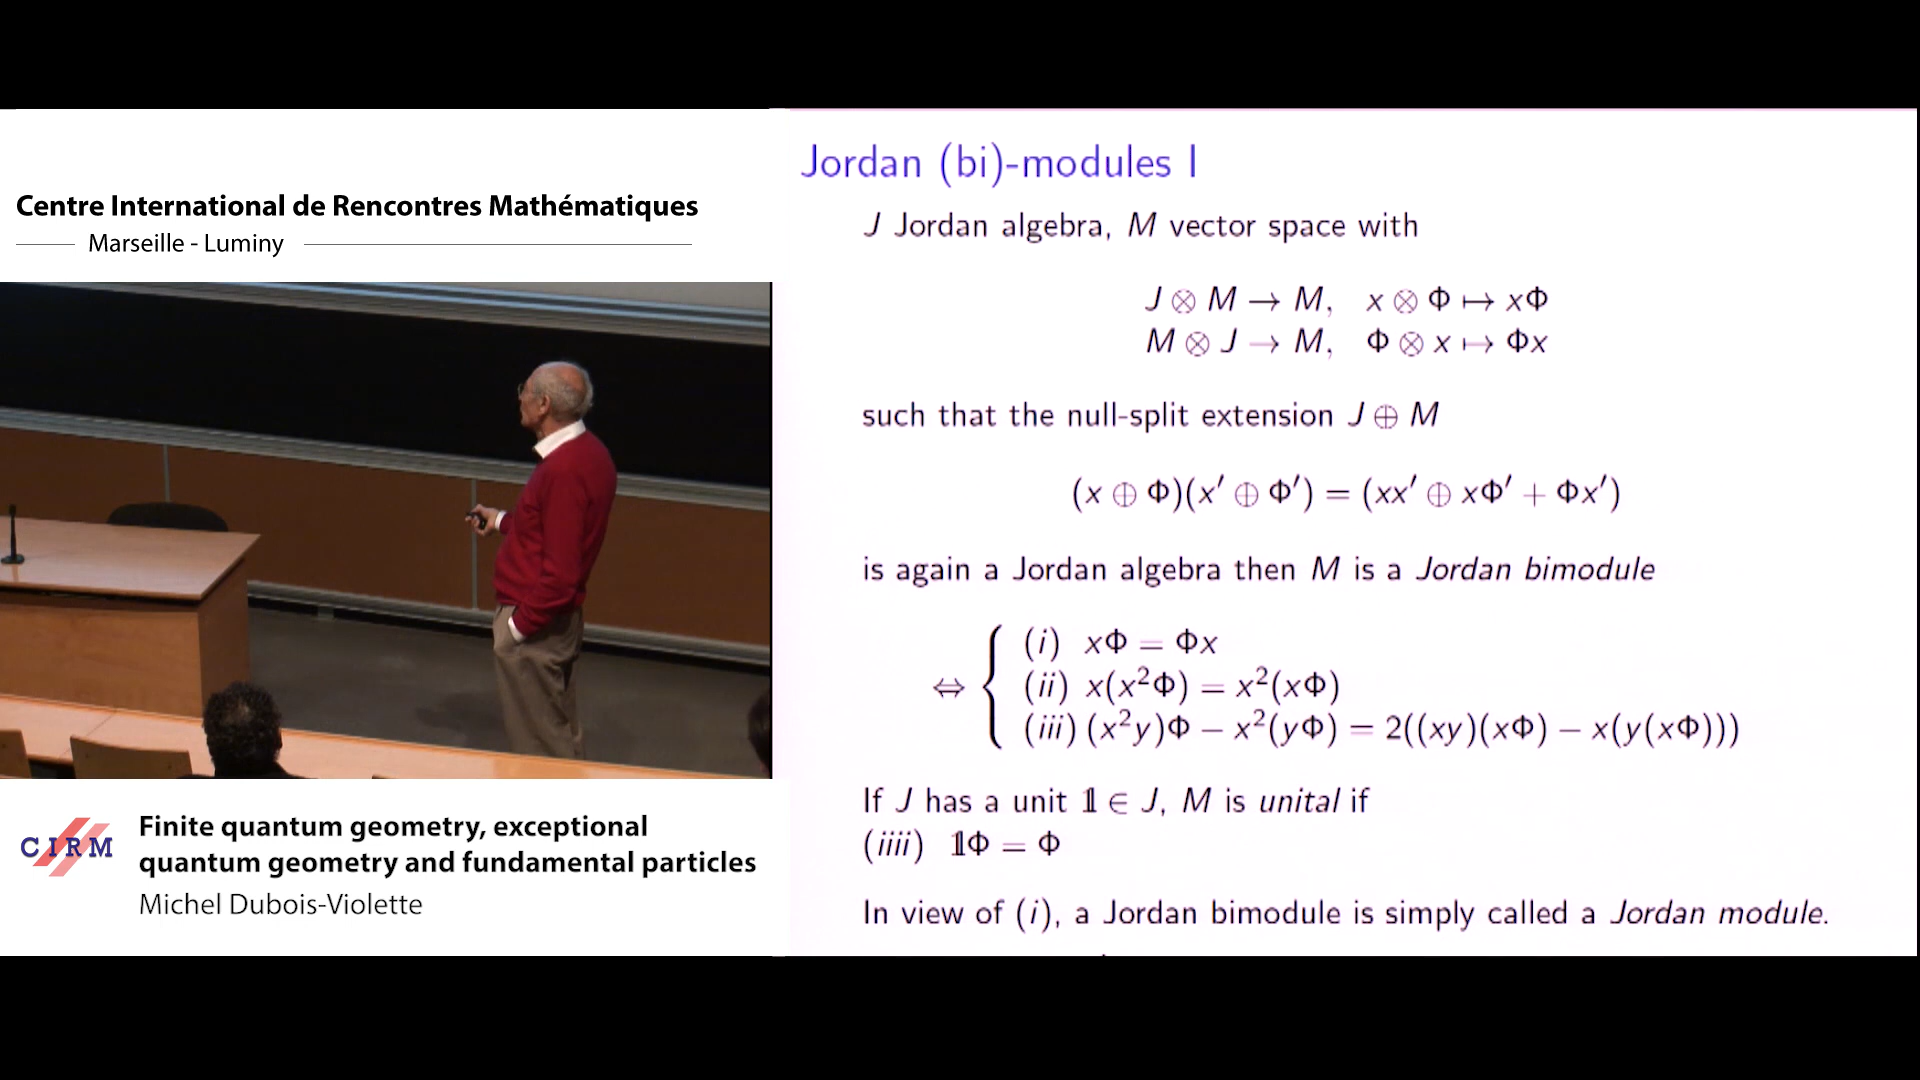 Centre International de Rencontres Mathématiques
Marseille - Luminy
CIRM
Finite quantum geometry, exceptional
quantum geometry and fundamental particles
Michel Dubois-Violette
Jordan (bi)-modules I
J Jordan algebra, M vector space with
J ⊗ M → M, x ⊗ Φ ↦ xΦ
M ⊗ J → M, Φ ⊗ x ↦ Φx
such that the null-split extension J ⊕ M
(x ⊕ Φ)(x′ ⊕ Φ′) = (xx′ ⊕ xΦ′ + Φx′)
is again a Jordan algebra then M is a Jordan bimodule
⇔ { (i) xΦ = Φx
(ii) x(x²Φ) = x²(xΦ)
(iii) (x²y)Φ − x²(yΦ) = 2((xy)(xΦ) − x(y(xΦ)))
If J has a unit 𝟙 ∈ J, M is unital if
(iiii) 𝟙Φ = Φ
In view of (i), a Jordan bimodule is simply called a Jordan module.